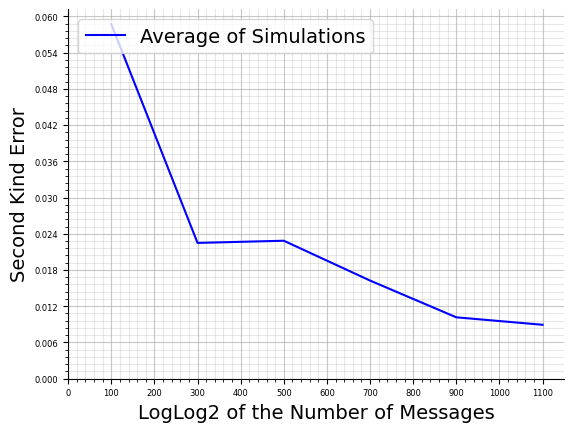 Average of Simulations
Second Kind Error
0.060
0.054
0.048
0.042
0.036
0.030
0.024
0.018
0.012
0.006
0.000
0 100 200 300 400 500 600 700 800 900 1000 1100
LogLog2 of the Number of Messages